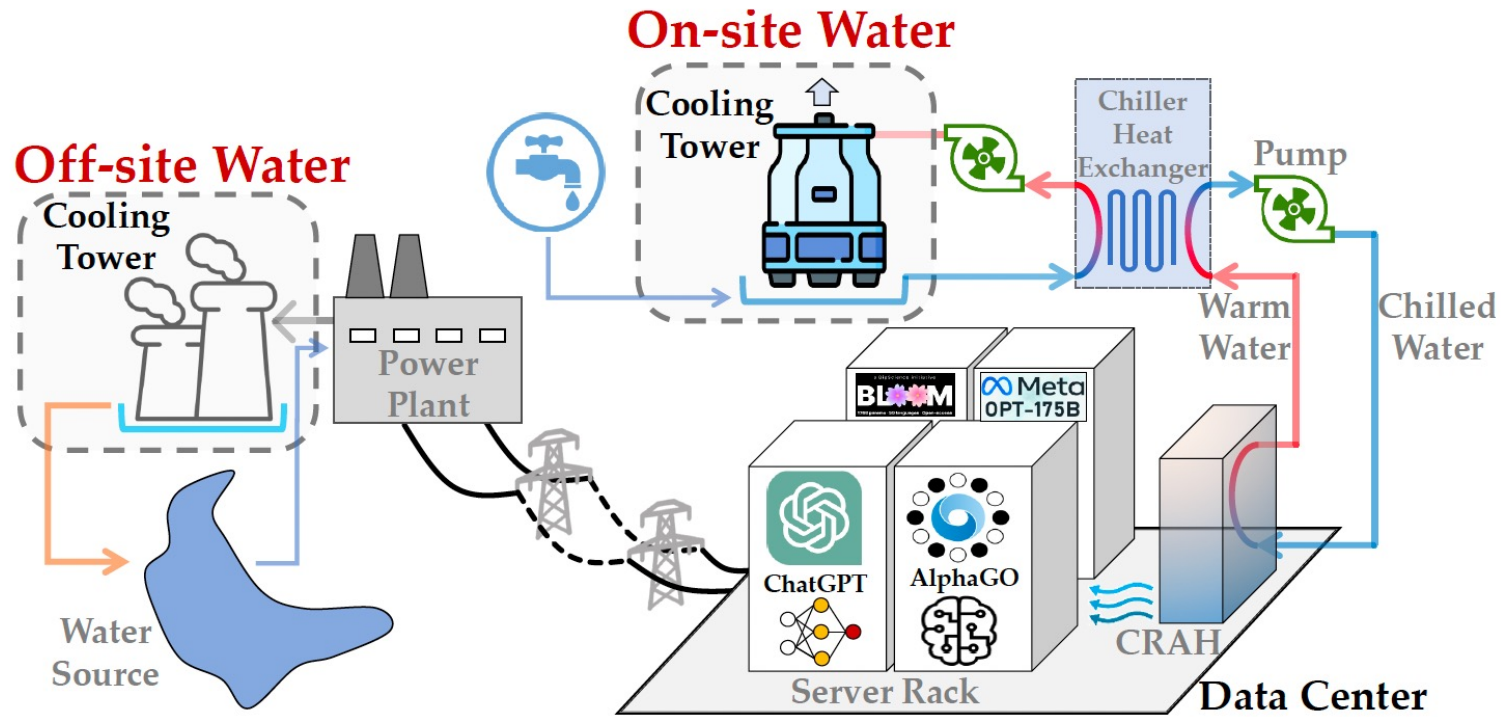 On-site Water
Cooling
Tower
Chiller
Heat
Exchanger
Pump
Off-site Water
Cooling
Tower
Power
Plant
Warm
Water
Chilled
Water
BLOOM
Meta
OPT-175B
ChatGPT
AlphaGO
Water
Source
CRAH
Server Rack
Data Center